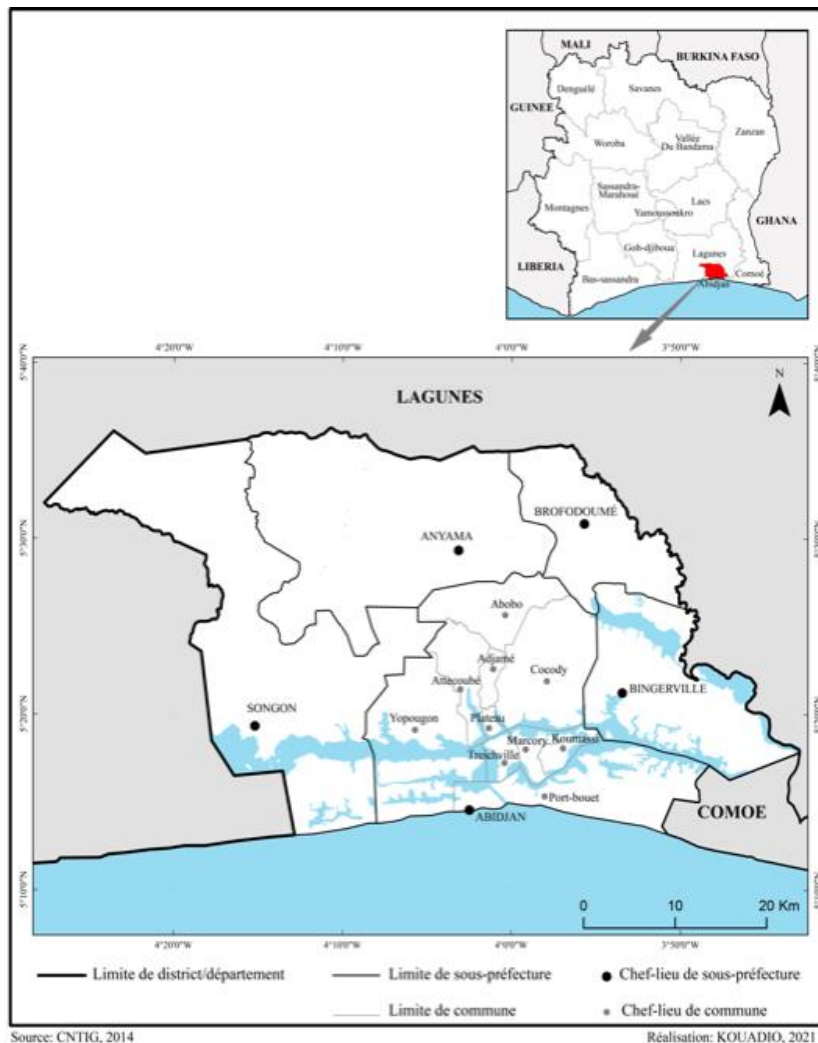 MALI
BURKINA FASO
Denguélé
Savanes
GUINEE
Zanzan
Woroba
Vallée
De Bandama
Sassandra-
Marahoué
Lacs
Montagnes
Yamoussoukro
GHANA
Goh-djiboua
Lagunes
LIBERIA
Comoé
Bas-sassandra
Abidjan
4°20'0"W 4°10'0"W 4°0'0"W 3°50'0"W
5°40'0"N
LAGUNES
N
BROFODOUMÉ
5°30'0"N
ANYAMA
Abobo
Adjamé
Cocody
Attécoubé
BINGERVILLE
SONGON
5°20'0"N
Yopougon
Plateau
Marcory Koumassi
Treichville
Port-bouet
COMOE
ABIDJAN
5°10'0"N
0 10 20 Km
4°20'0"W 4°10'0"W 4°0'0"W 3°50'0"W
Limite de district/département
Limite de sous-préfecture
Chef-lieu de sous-préfecture
Limite de commune
Chef-lieu de commune
Source: CNTIG, 2014
Réalisation: KOUADIO, 2021